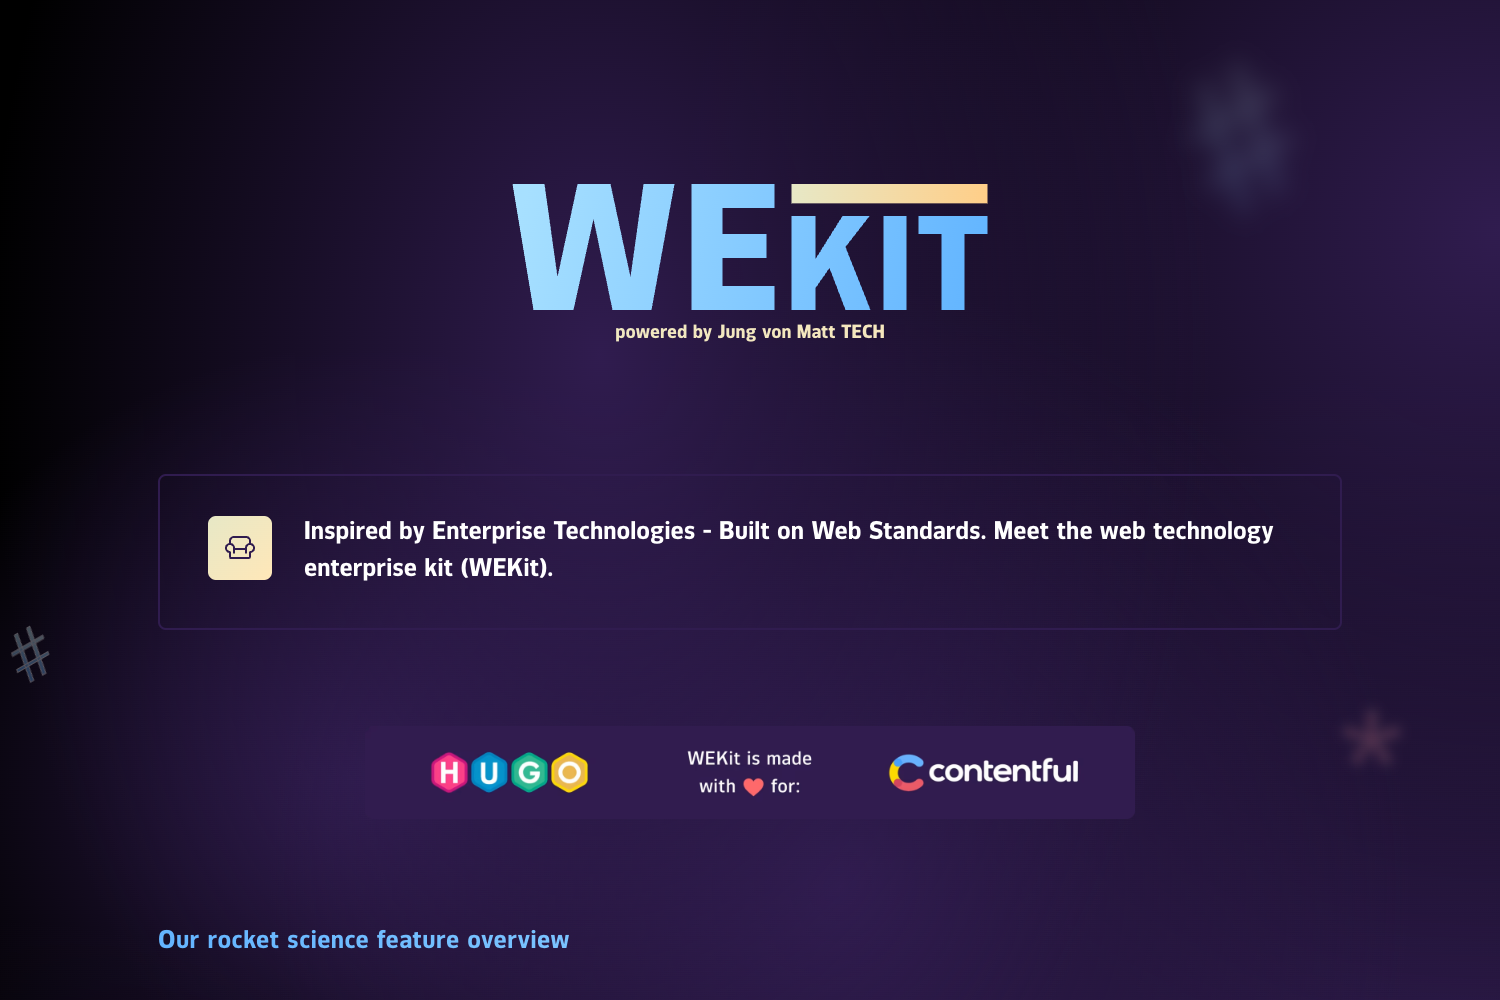 WEKIT
powered by Jung von Matt TECH
Inspired by Enterprise Technologies - Built on Web Standards. Meet the web technology
enterprise kit (WEKit).
#
HUGO
WEKit is made
with ❤ for:
contentful
*
Our rocket science feature overview